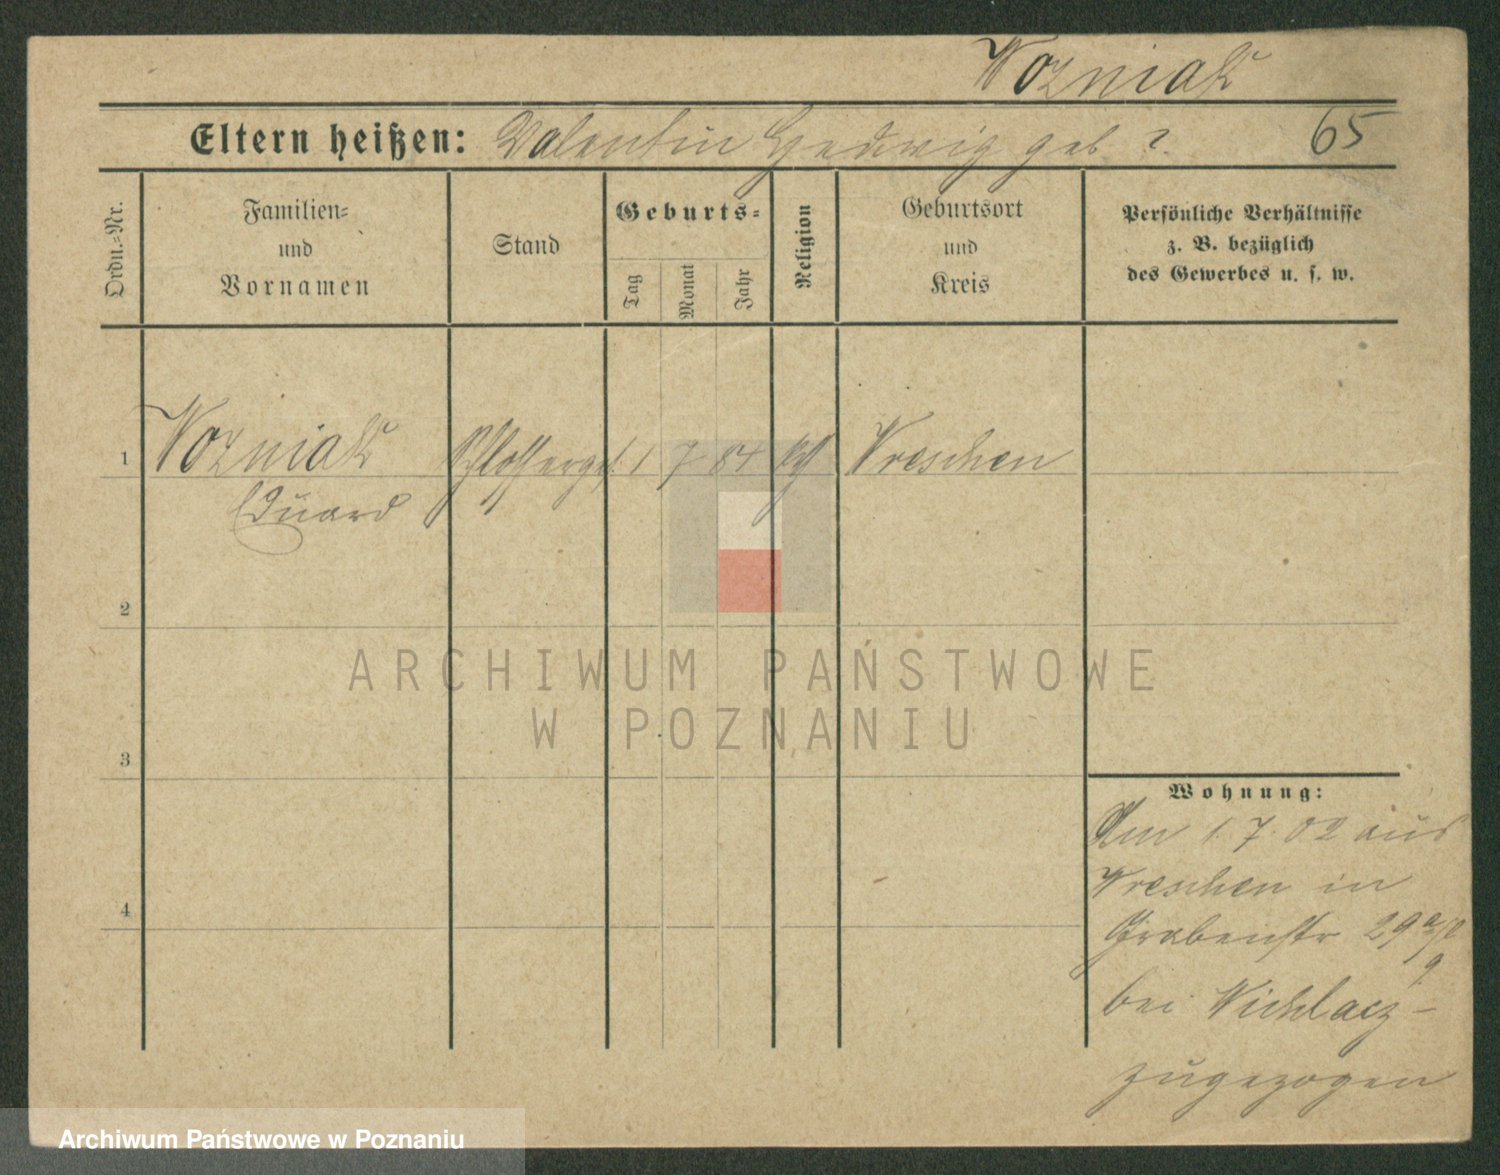 Wozniak
Eltern heißen: Valentin Hedwig geb. ?
65
Ordn.-Nr.
Familien-
und
Vornamen
Stand
Geburts-
Tag
Monat
Jahr
Religion
Geburtsort
und
Kreis
Persönliche Verhältnisse
z. B. bezüglich
des Gewerbes u. s. w.
1 Wozniak Schlosserges. 1 7 84 kth Wreschen
Eduard
2
3
4
Wohnung:
Am 1. 7. 02 aus
Wreschen in
Grabenstr 29
bei
zugezogen
ARCHIWUM PAŃSTWOWE
W POZNANIU
Archiwum Państwowe w Poznaniu